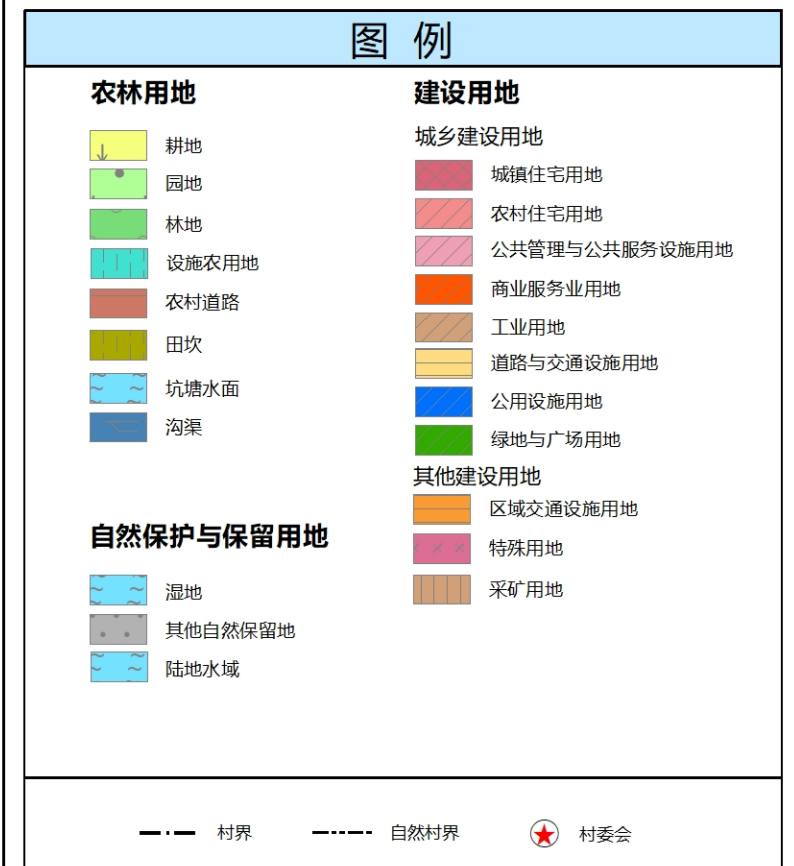 图 例
农林用地
耕地
园地
林地
设施农用地
农村道路
田坎
坑塘水面
沟渠
自然保护与保留用地
湿地
其他自然保留地
陆地水域
建设用地
城乡建设用地
城镇住宅用地
农村住宅用地
公共管理与公共服务设施用地
商业服务业用地
工业用地
道路与交通设施用地
公用设施用地
绿地与广场用地
其他建设用地
区域交通设施用地
特殊用地
采矿用地
村界
自然村界
村委会